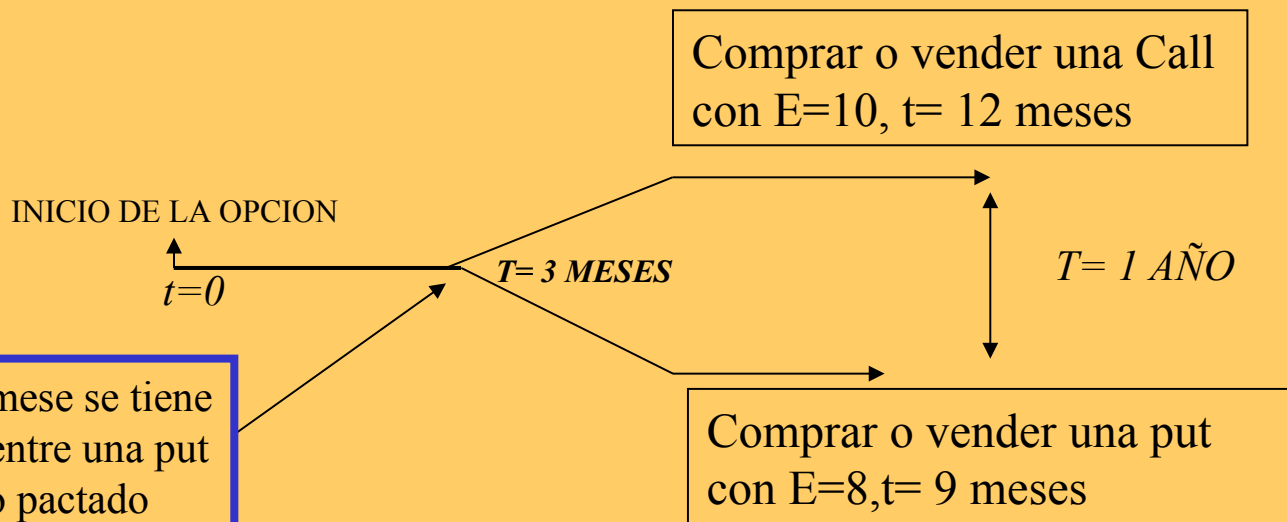 Comprar o vender una Call
con E=10, t= 12 meses
INICIO DE LA OPCION
t=0
T= 3 MESES
T= 1 AÑO
mese se tiene
entre una put
o pactado
Comprar o vender una put
con E=8,t= 9 meses